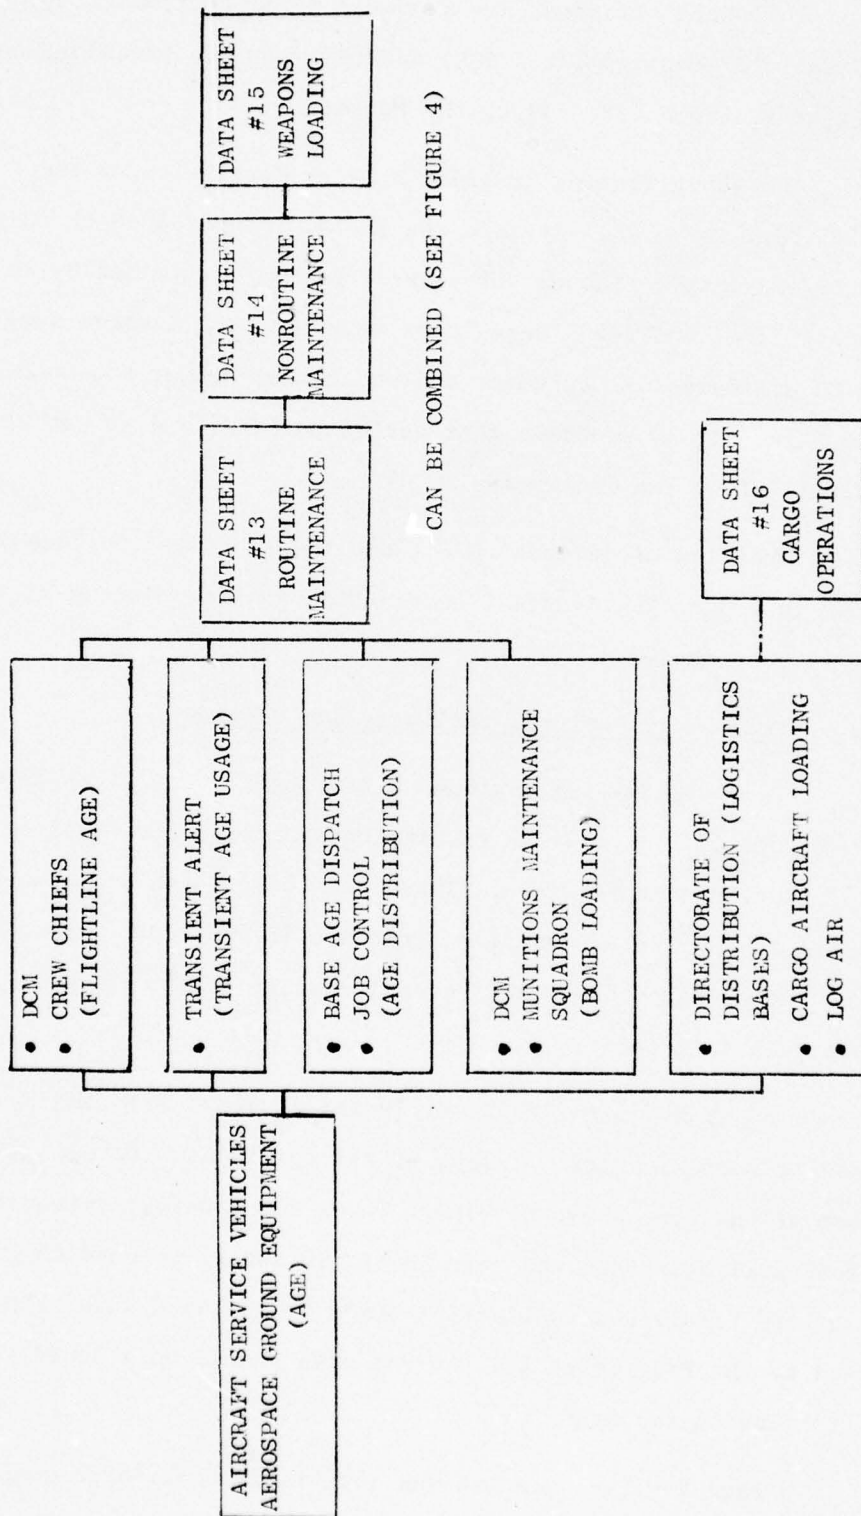 AIRCRAFT SERVICE VEHICLES
AEROSPACE GROUND EQUIPMENT
(AGE)
• DCM
• CREW CHIEFS
(FLIGHTLINE AGE)
• TRANSIENT ALERT
(TRANSIENT AGE USAGE)
• BASE AGE DISPATCH
• JOB CONTROL
(AGE DISTRIBUTION)
• DCM
• MUNITIONS MAINTENANCE
SQUADRON
(BOMB LOADING)
• DIRECTORATE OF
DISTRIBUTION (LOGISTICS
BASES)
• CARGO AIRCRAFT LOADING
• LOG AIR
DATA SHEET
#13
ROUTINE
MAINTENANCE
DATA SHEET
#14
NONROUTINE
MAINTENANCE
DATA SHEET
#15
WEAPONS
LOADING
CAN BE COMBINED (SEE FIGURE 4)
DATA SHEET
#16
CARGO
OPERATIONS